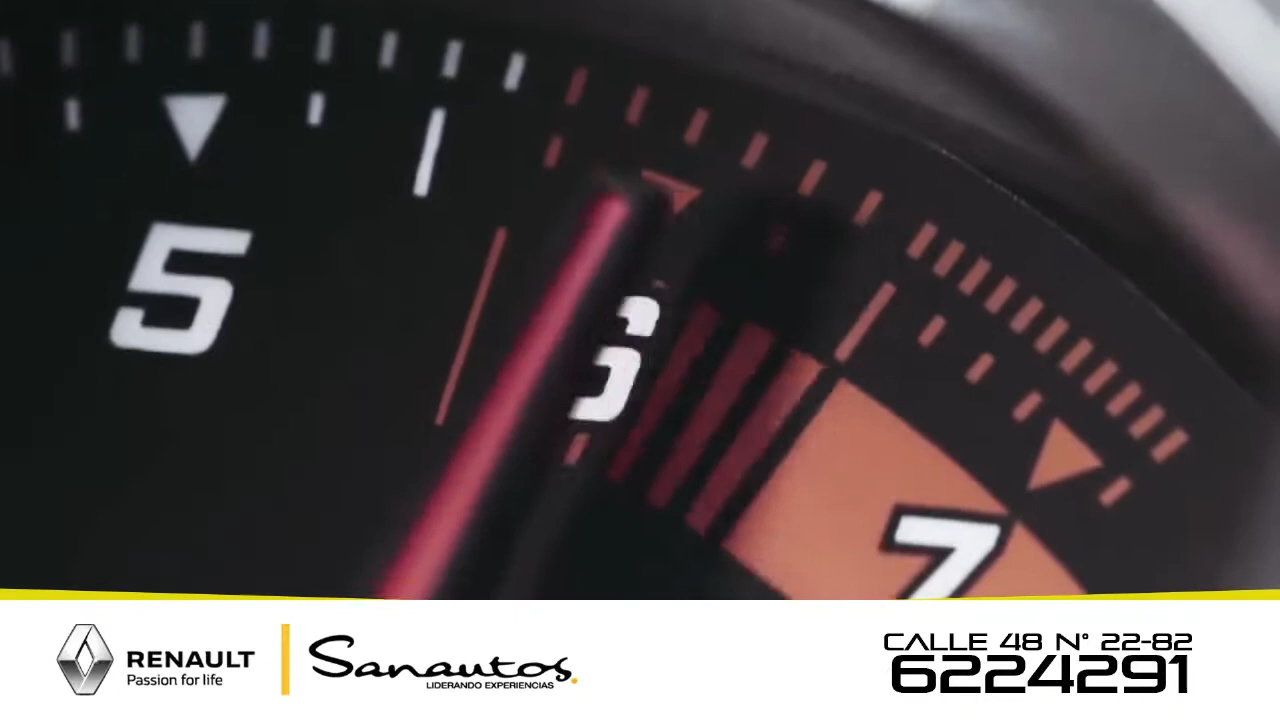 5
6
7
RENAULT
Passion for life
Sanautos.
LIDERANDO EXPERIENCIAS
CALLE 48 N° 22-82
6224291